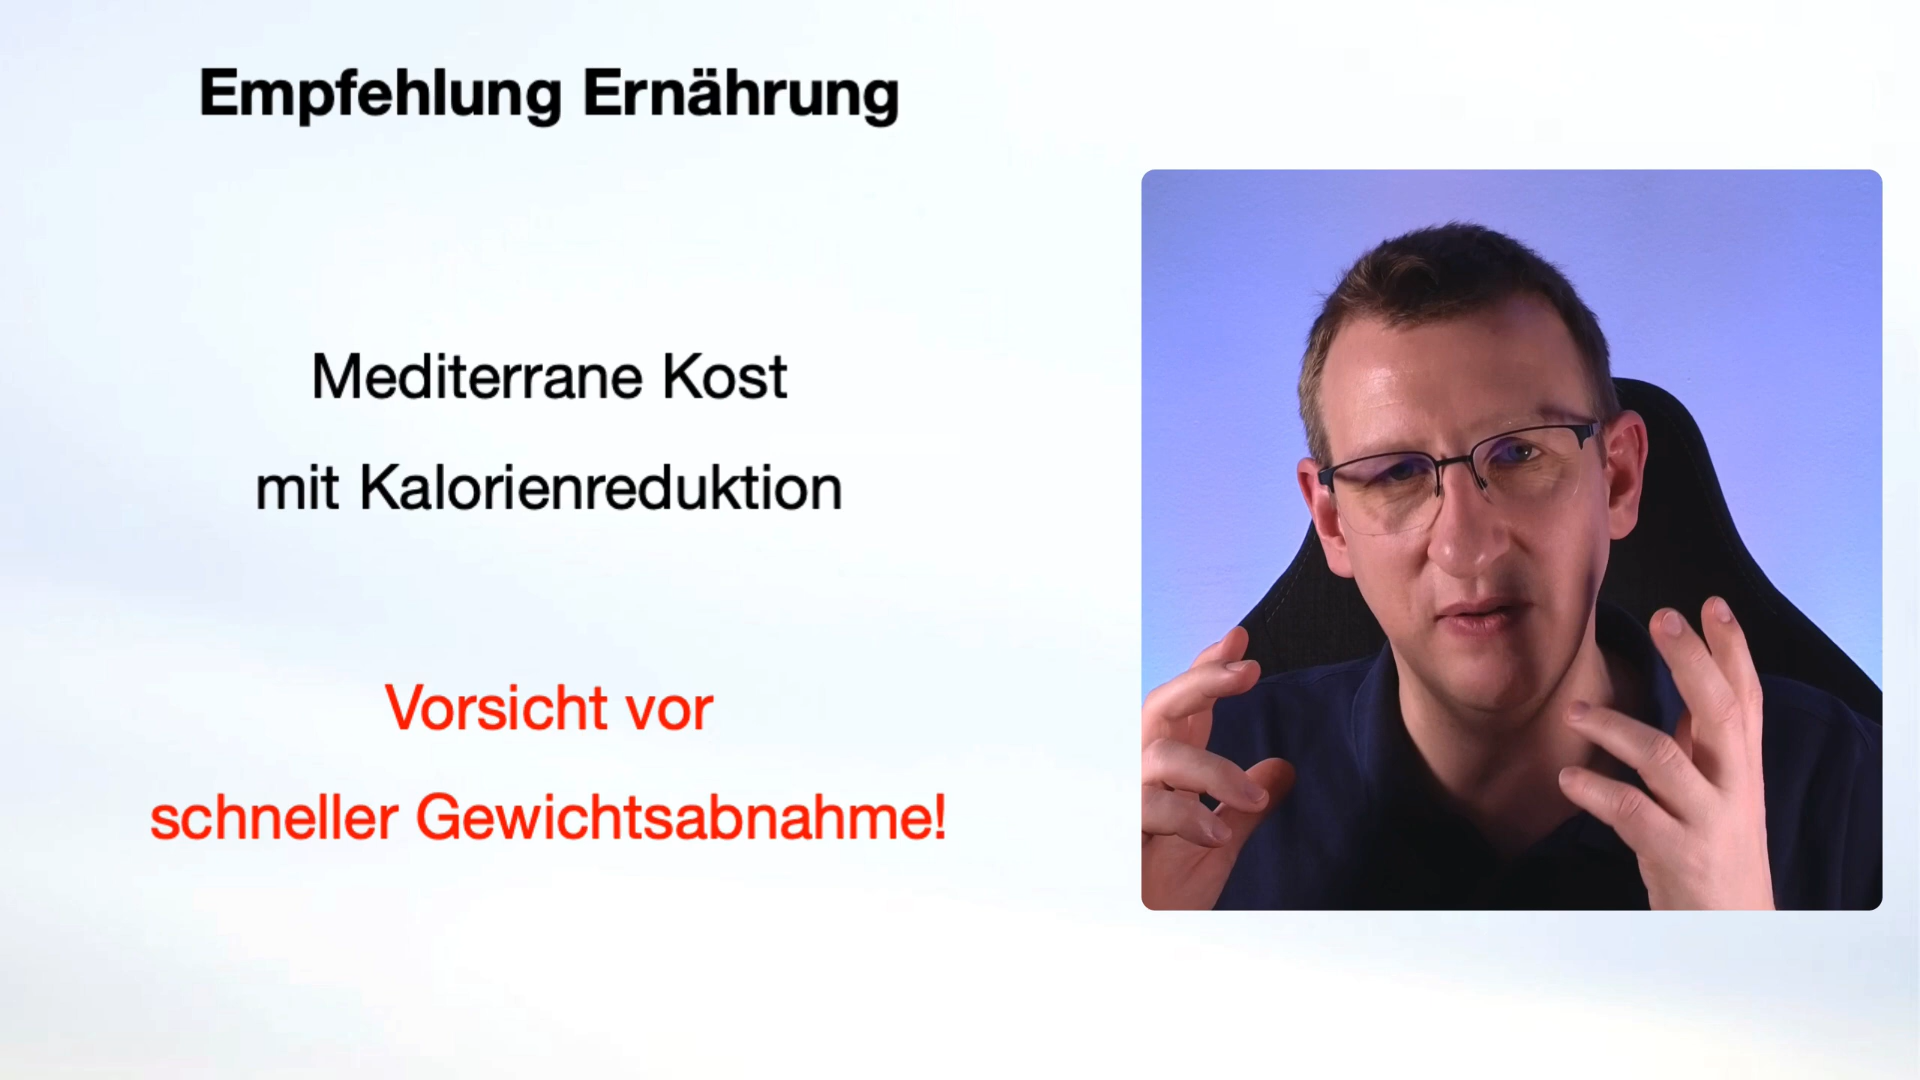 Empfehlung Ernährung
Mediterrane Kost
mit Kalorienreduktion
Vorsicht vor
schneller Gewichtsabnahme!